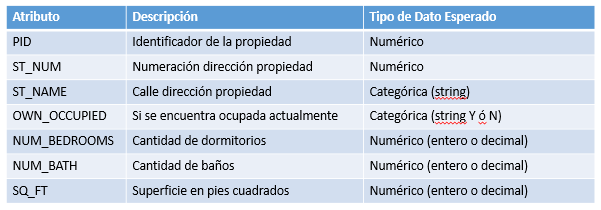 Atributo Descripción Tipo de Dato Esperado
PID Identificador de la propiedad Numérico
ST_NUM Numeración dirección propiedad Numérico
ST_NAME Calle dirección propiedad Categórica (string)
OWN_OCCUPIED Si se encuentra ocupada actualmente Categórica (string Y ó N)
NUM_BEDROOMS Cantidad de dormitorios Numérico (entero o decimal)
NUM_BATH Cantidad de baños Numérico (entero o decimal)
SQ_FT Superficie en pies cuadrados Numérico (entero o decimal)